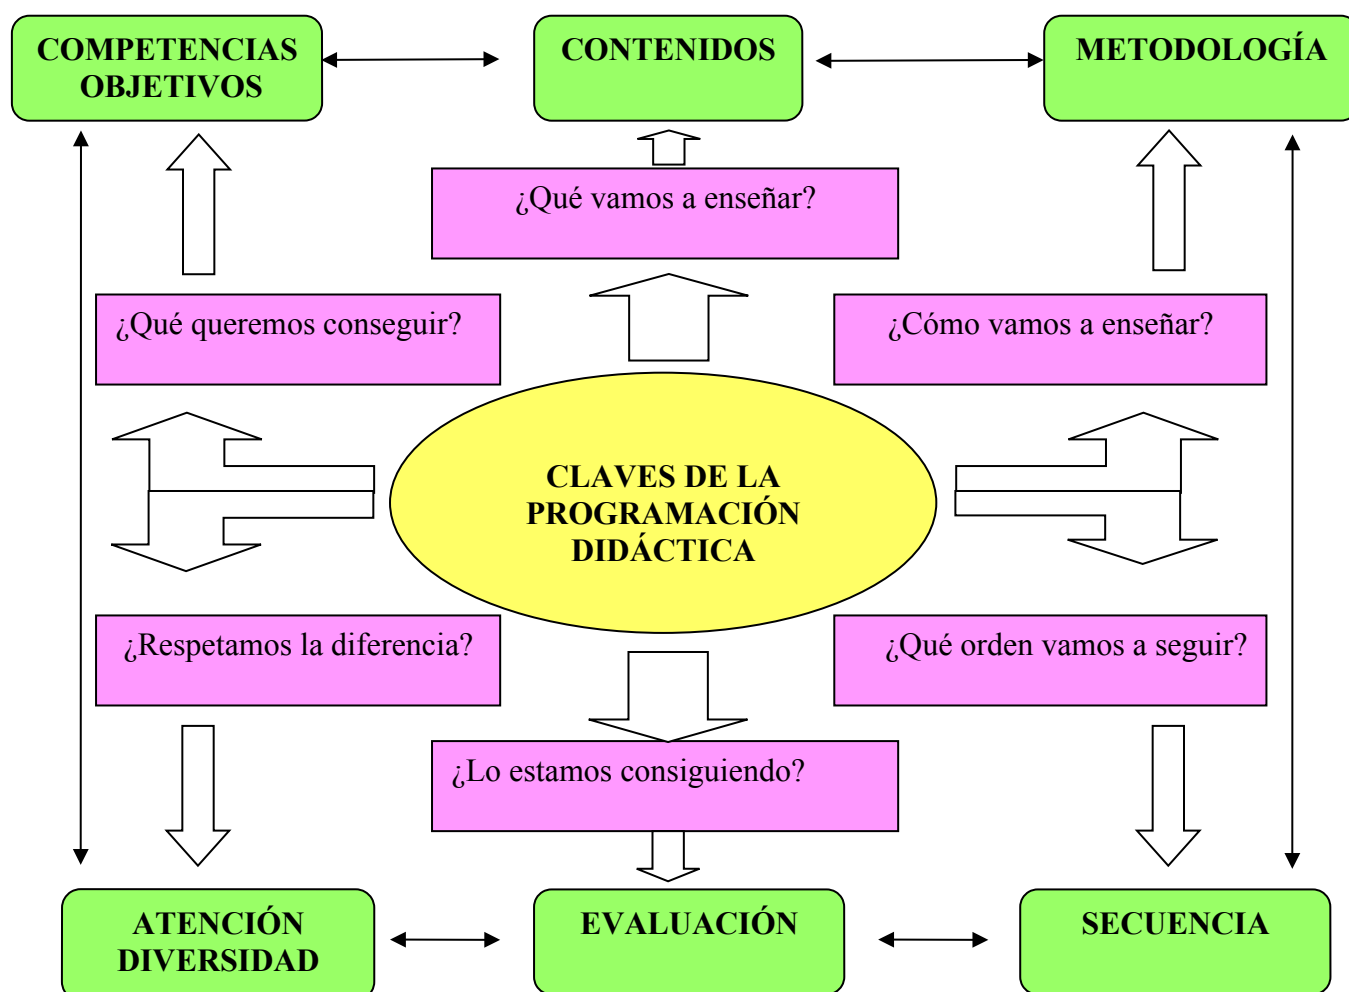 COMPETENCIAS
OBJETIVOS
CONTENIDOS
METODOLOGÍA
¿Qué vamos a enseñar?
¿Qué queremos conseguir?
¿Cómo vamos a enseñar?
CLAVES DE LA
PROGRAMACIÓN
DIDÁCTICA
¿Respetamos la diferencia?
¿Qué orden vamos a seguir?
¿Lo estamos consiguiendo?
ATENCIÓN
DIVERSIDAD
EVALUACIÓN
SECUENCIA